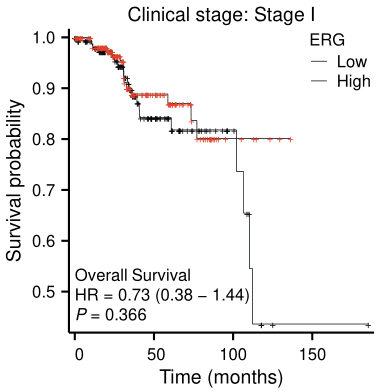 Clinical stage: Stage I
ERG
Low
High
Survival probability
1.0
0.9
0.8
0.7
0.6
0.5
Overall Survival
HR = 0.73 (0.38 − 1.44)
P = 0.366
0 50 100 150
Time (months)